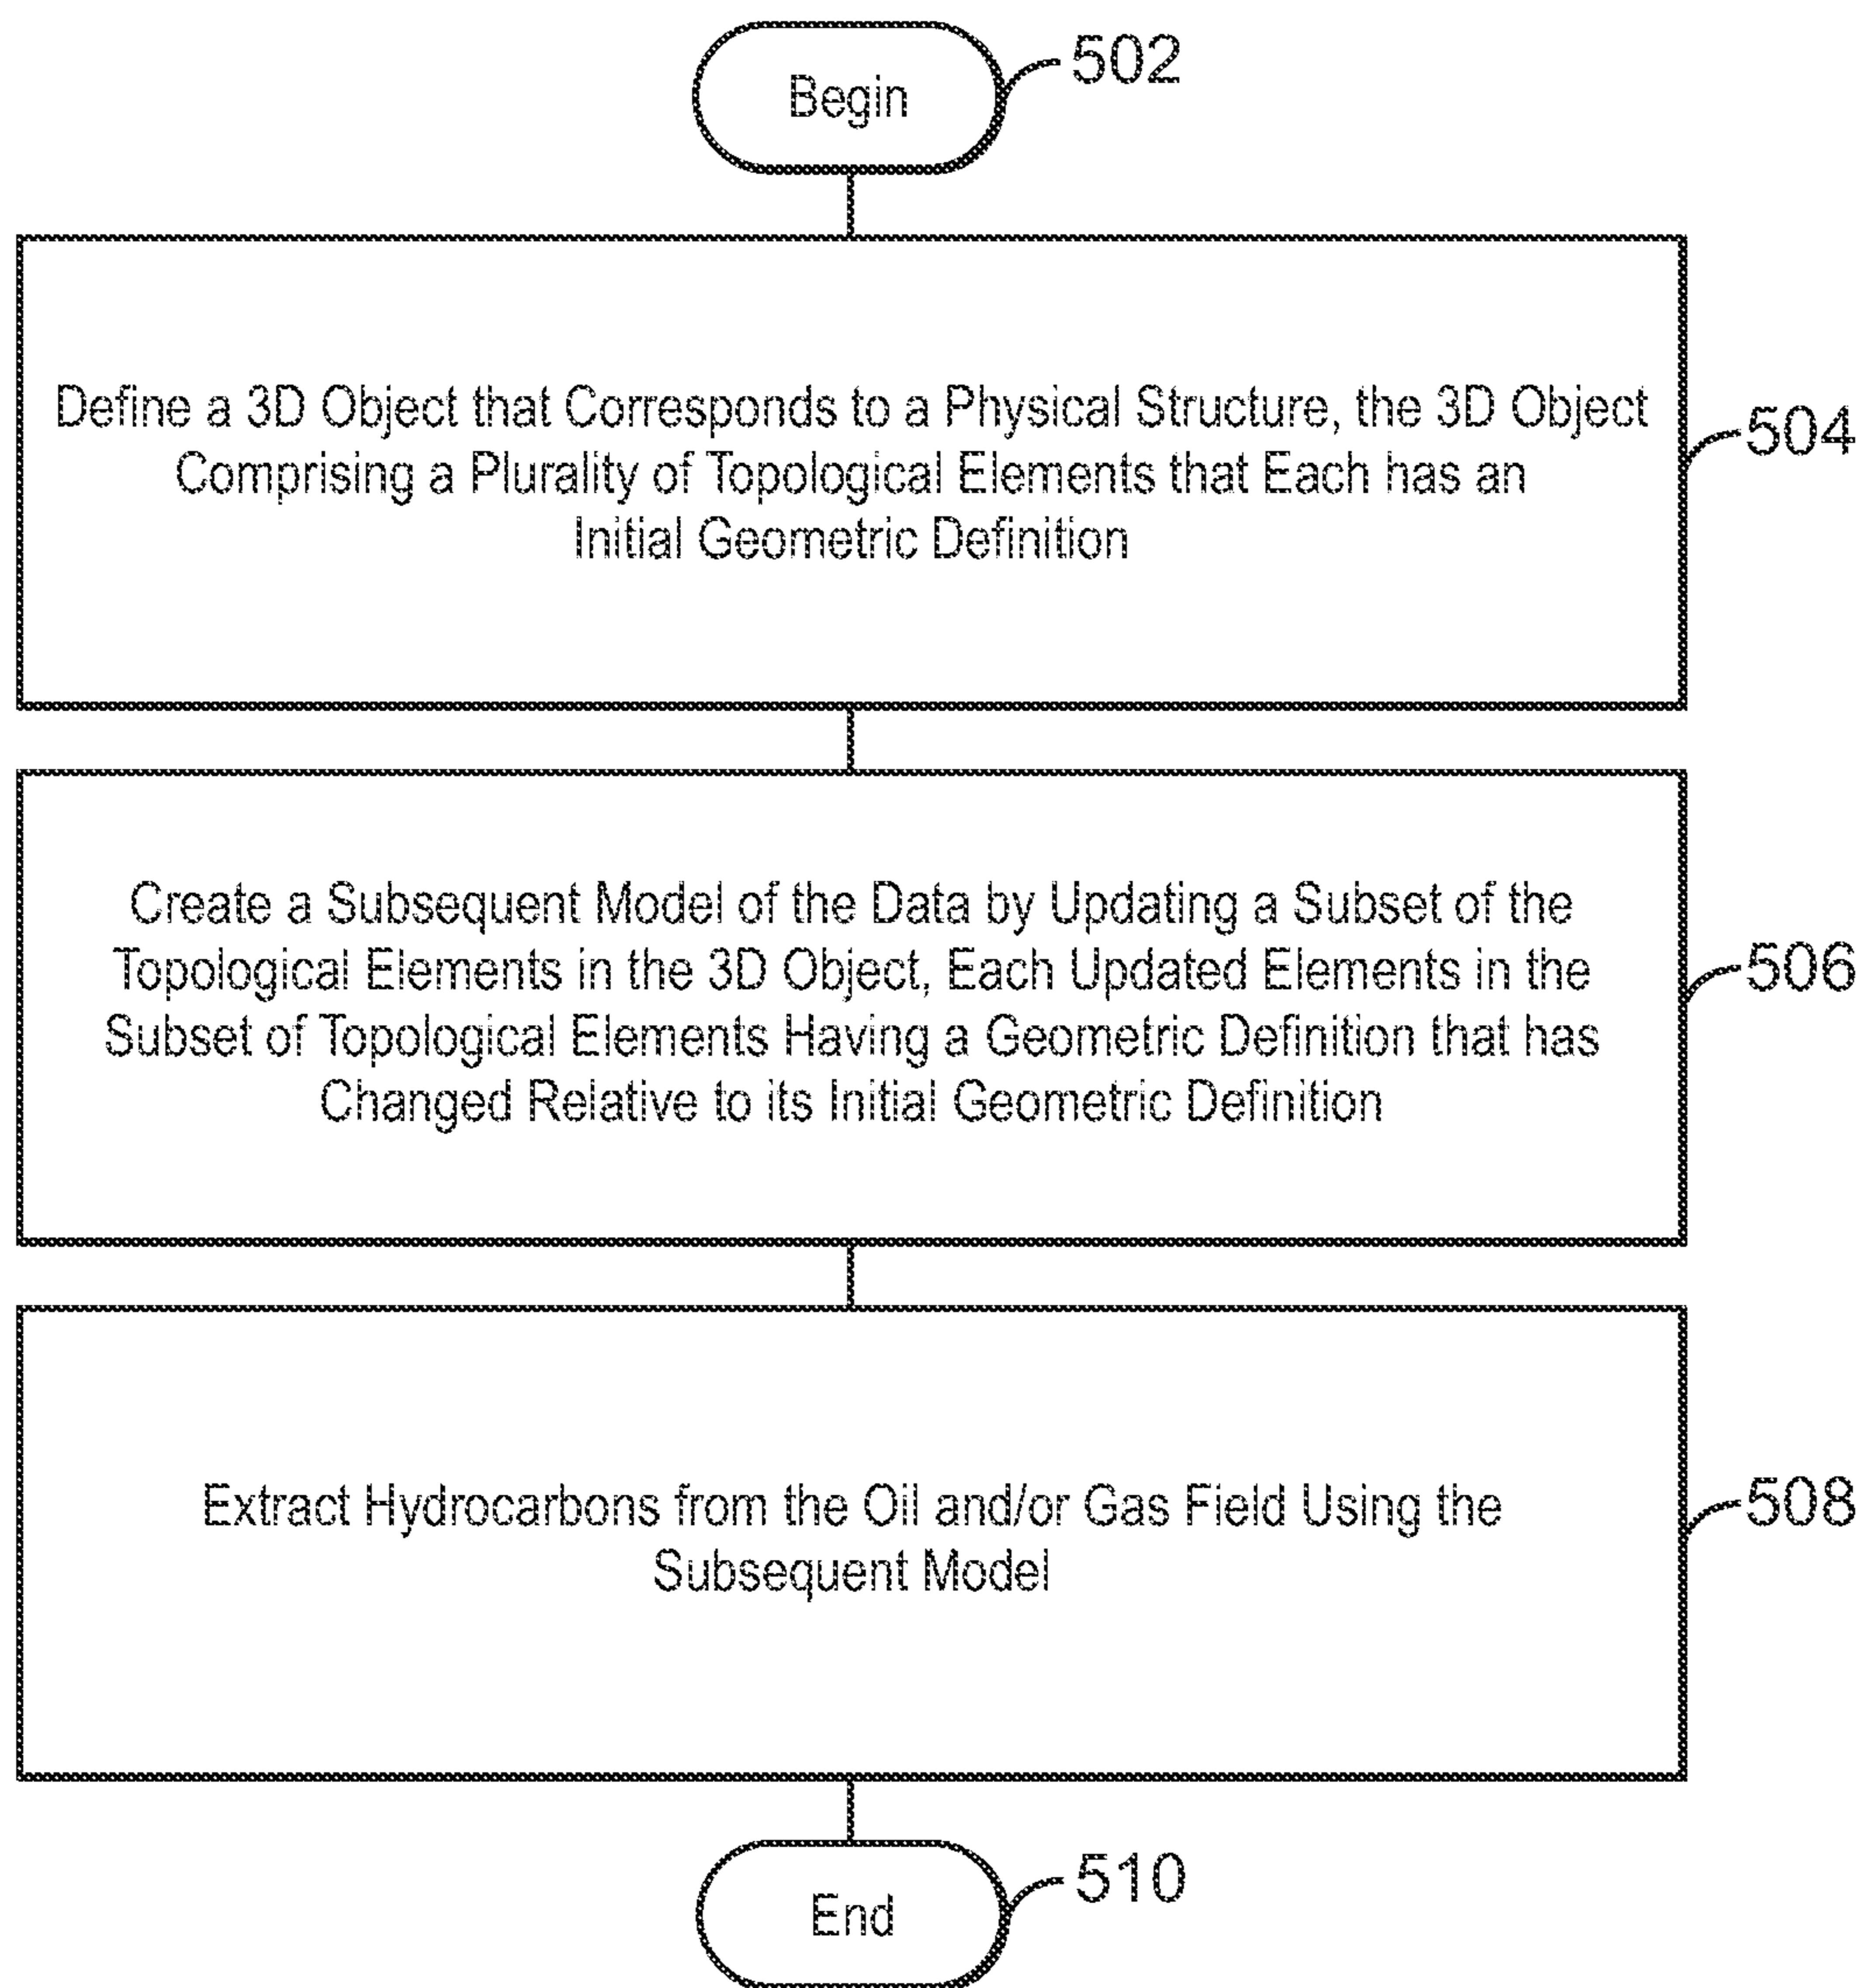 Begin
502
Define a 3D Object that Corresponds to a Physical Structure, the 3D Object
Comprising a Plurality of Topological Elements that Each has an
Initial Geometric Definition
504
Create a Subsequent Model of the Data by Updating a Subset of the
Topological Elements in the 3D Object, Each Updated Elements in the
Subset of Topological Elements Having a Geometric Definition that has
Changed Relative to its Initial Geometric Definition
506
Extract Hydrocarbons from the Oil and/or Gas Field Using the
Subsequent Model
508
End
510